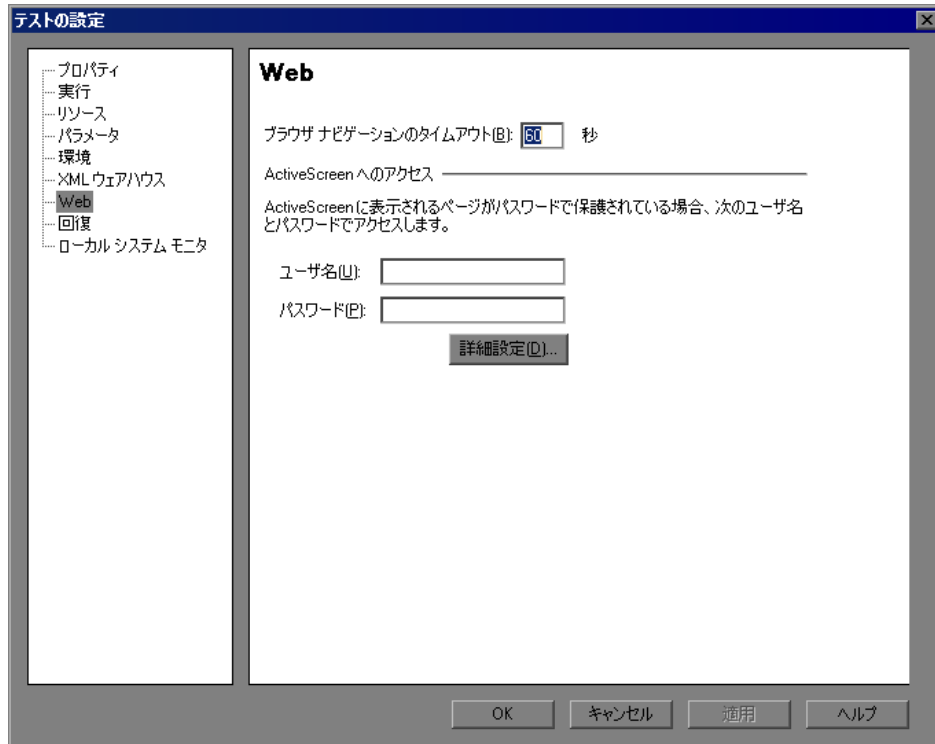 テストの設定
プロパティ
実行
リソース
パラメータ
環境
XML ウェアハウス
Web
回復
ローカル システム モニタ
Web
ブラウザ ナビゲーションのタイムアウト(B): 60 秒
ActiveScreen へのアクセス
ActiveScreen に表示されるページがパスワードで保護されている場合、次のユーザ名
とパスワードでアクセスします。
ユーザ名(U):
パスワード(P):
詳細設定(D)...
OK キャンセル 適用 ヘルプ